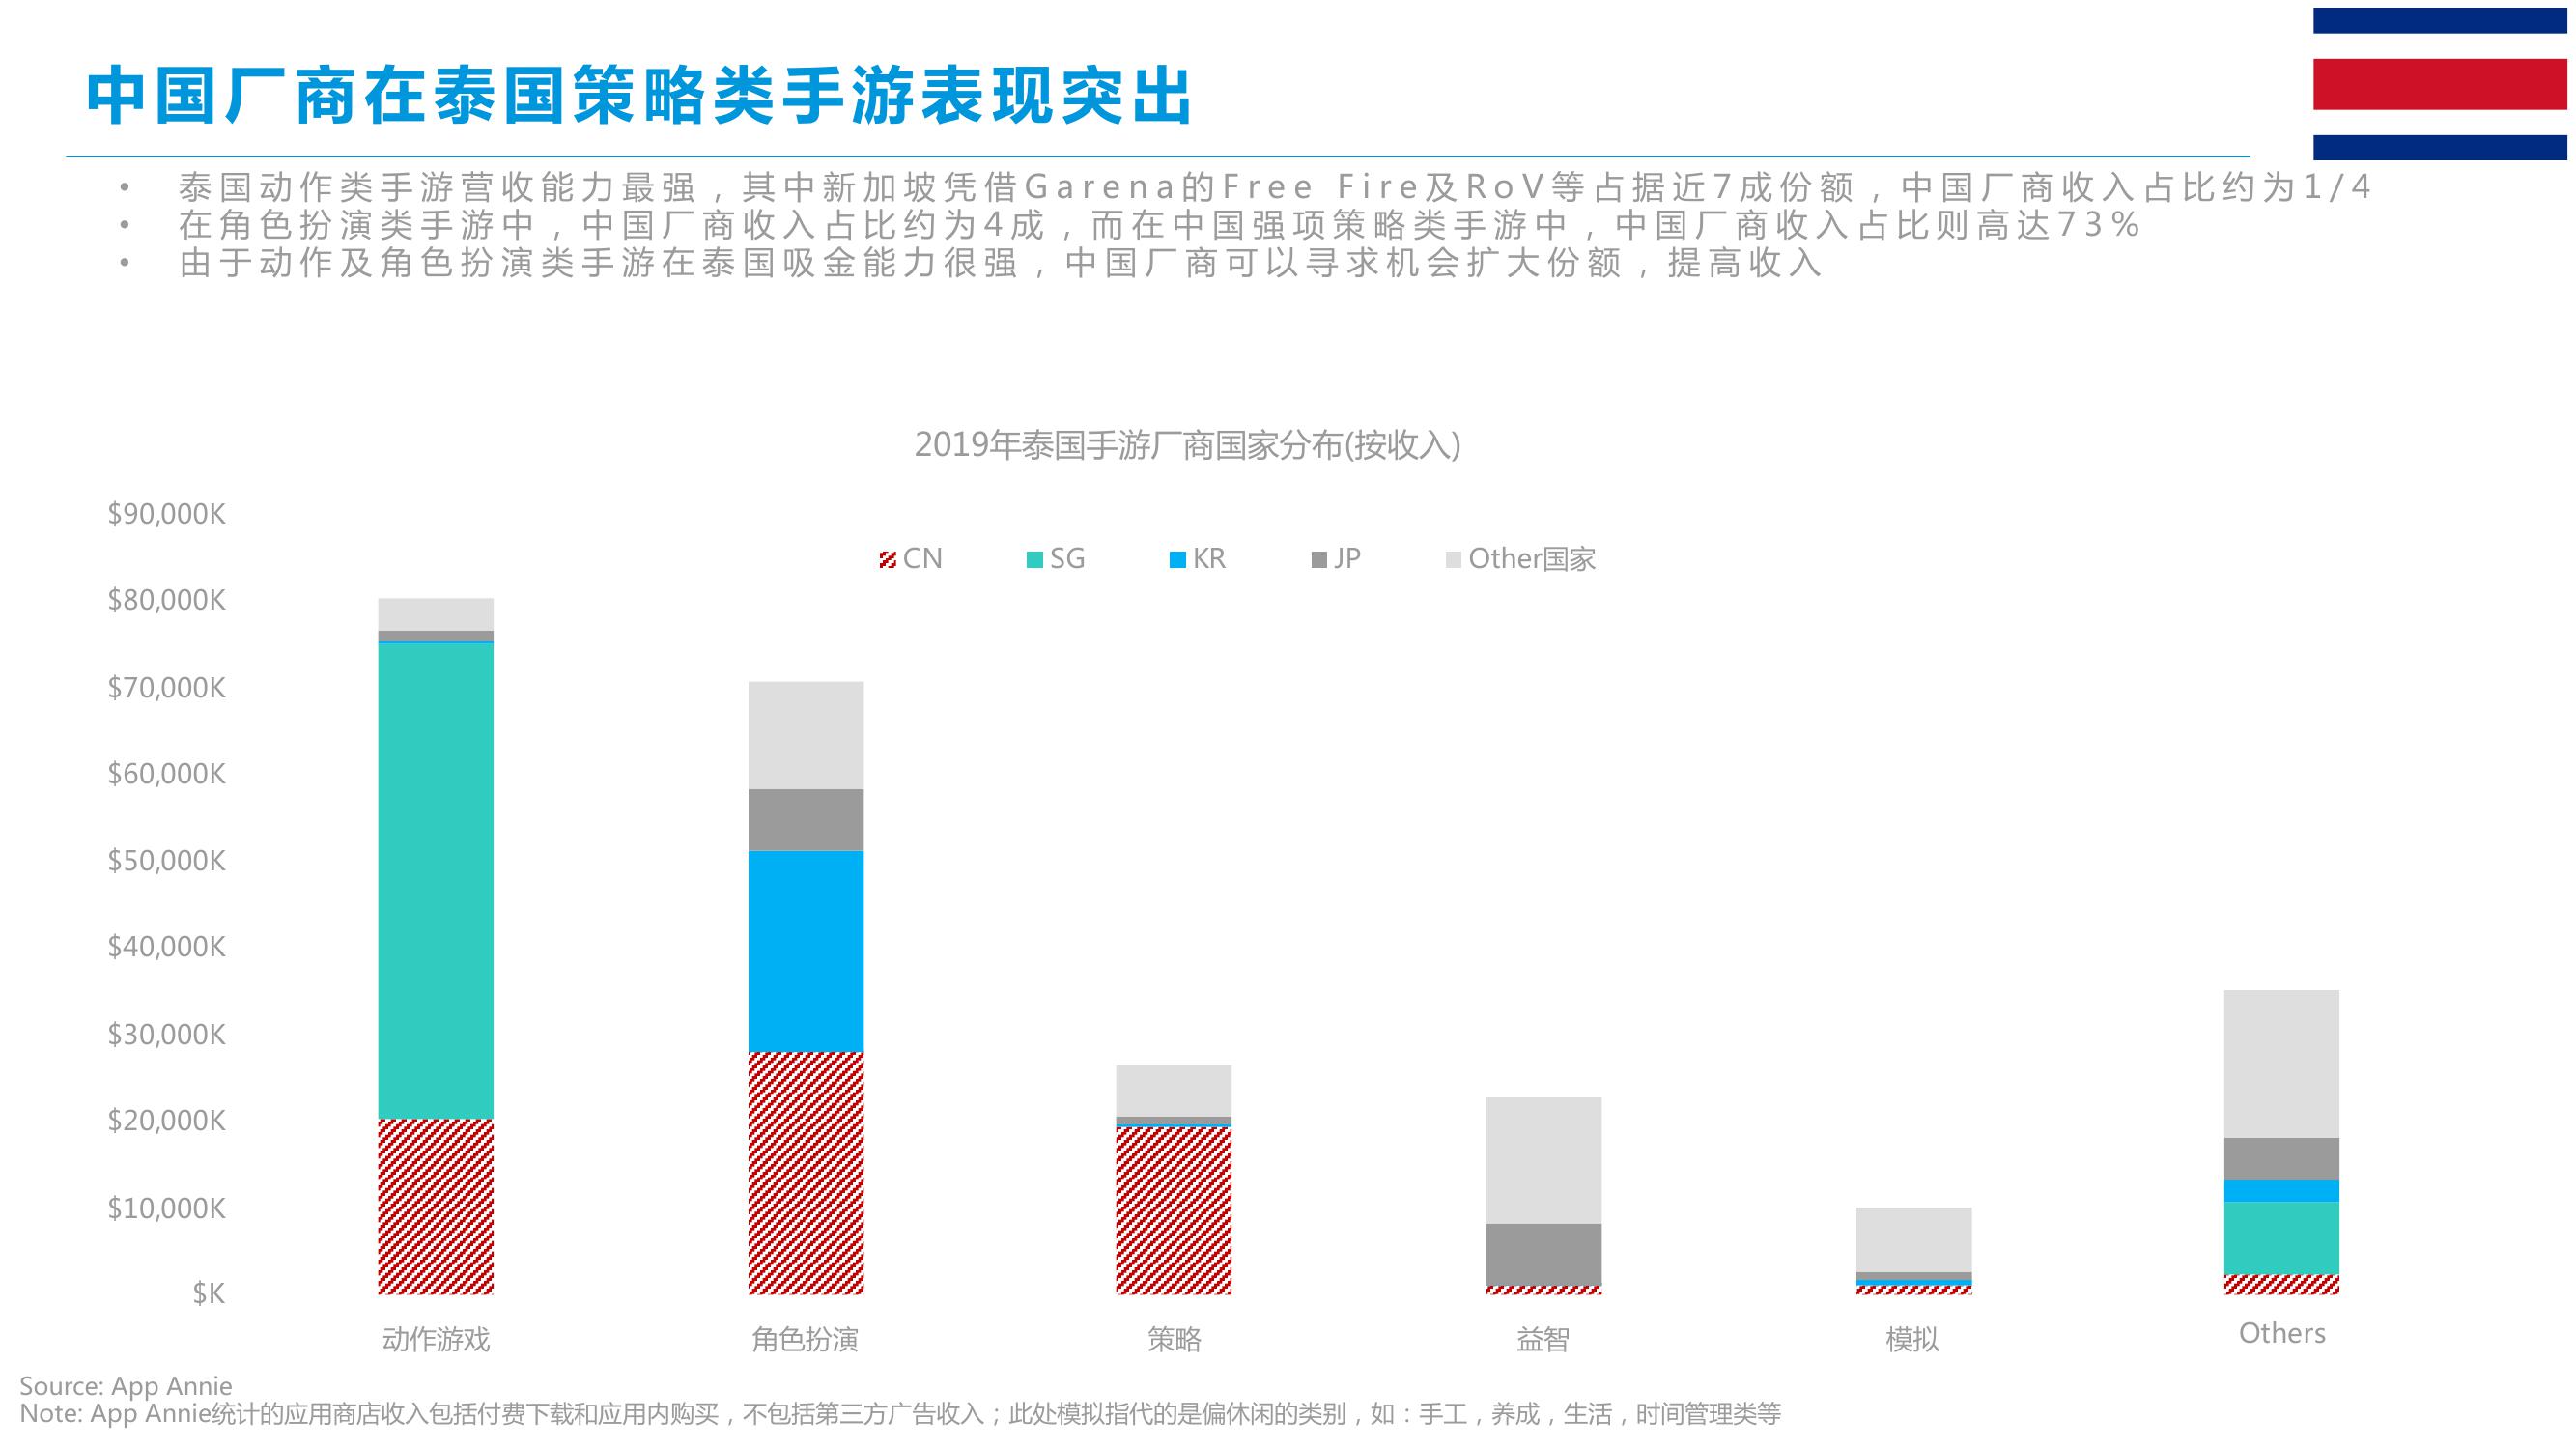 中国厂商在泰国策略类手游表现突出
• 泰国动作类手游营收能力最强，其中新加坡凭借Garena的Free Fire及RoV等占据近7成份额，中国厂商收入占比约为1/4
• 在角色扮演类手游中，中国厂商收入占比约为4成，而在中国强项策略类手游中，中国厂商收入占比则高达73%
• 由于动作及角色扮演类手游在泰国吸金能力很强，中国厂商可以寻求机会扩大份额，提高收入
2019年泰国手游厂商国家分布(按收入)
CN SG KR JP Other国家
$90,000K
$80,000K
$70,000K
$60,000K
$50,000K
$40,000K
$30,000K
$20,000K
$10,000K
$K
动作游戏 角色扮演 策略 益智 模拟 Others
Source: App Annie
Note: App Annie统计的应用商店收入包括付费下载和应用内购买，不包括第三方广告收入；此处模拟指代的是偏休闲的类别，如：手工，养成，生活，时间管理类等